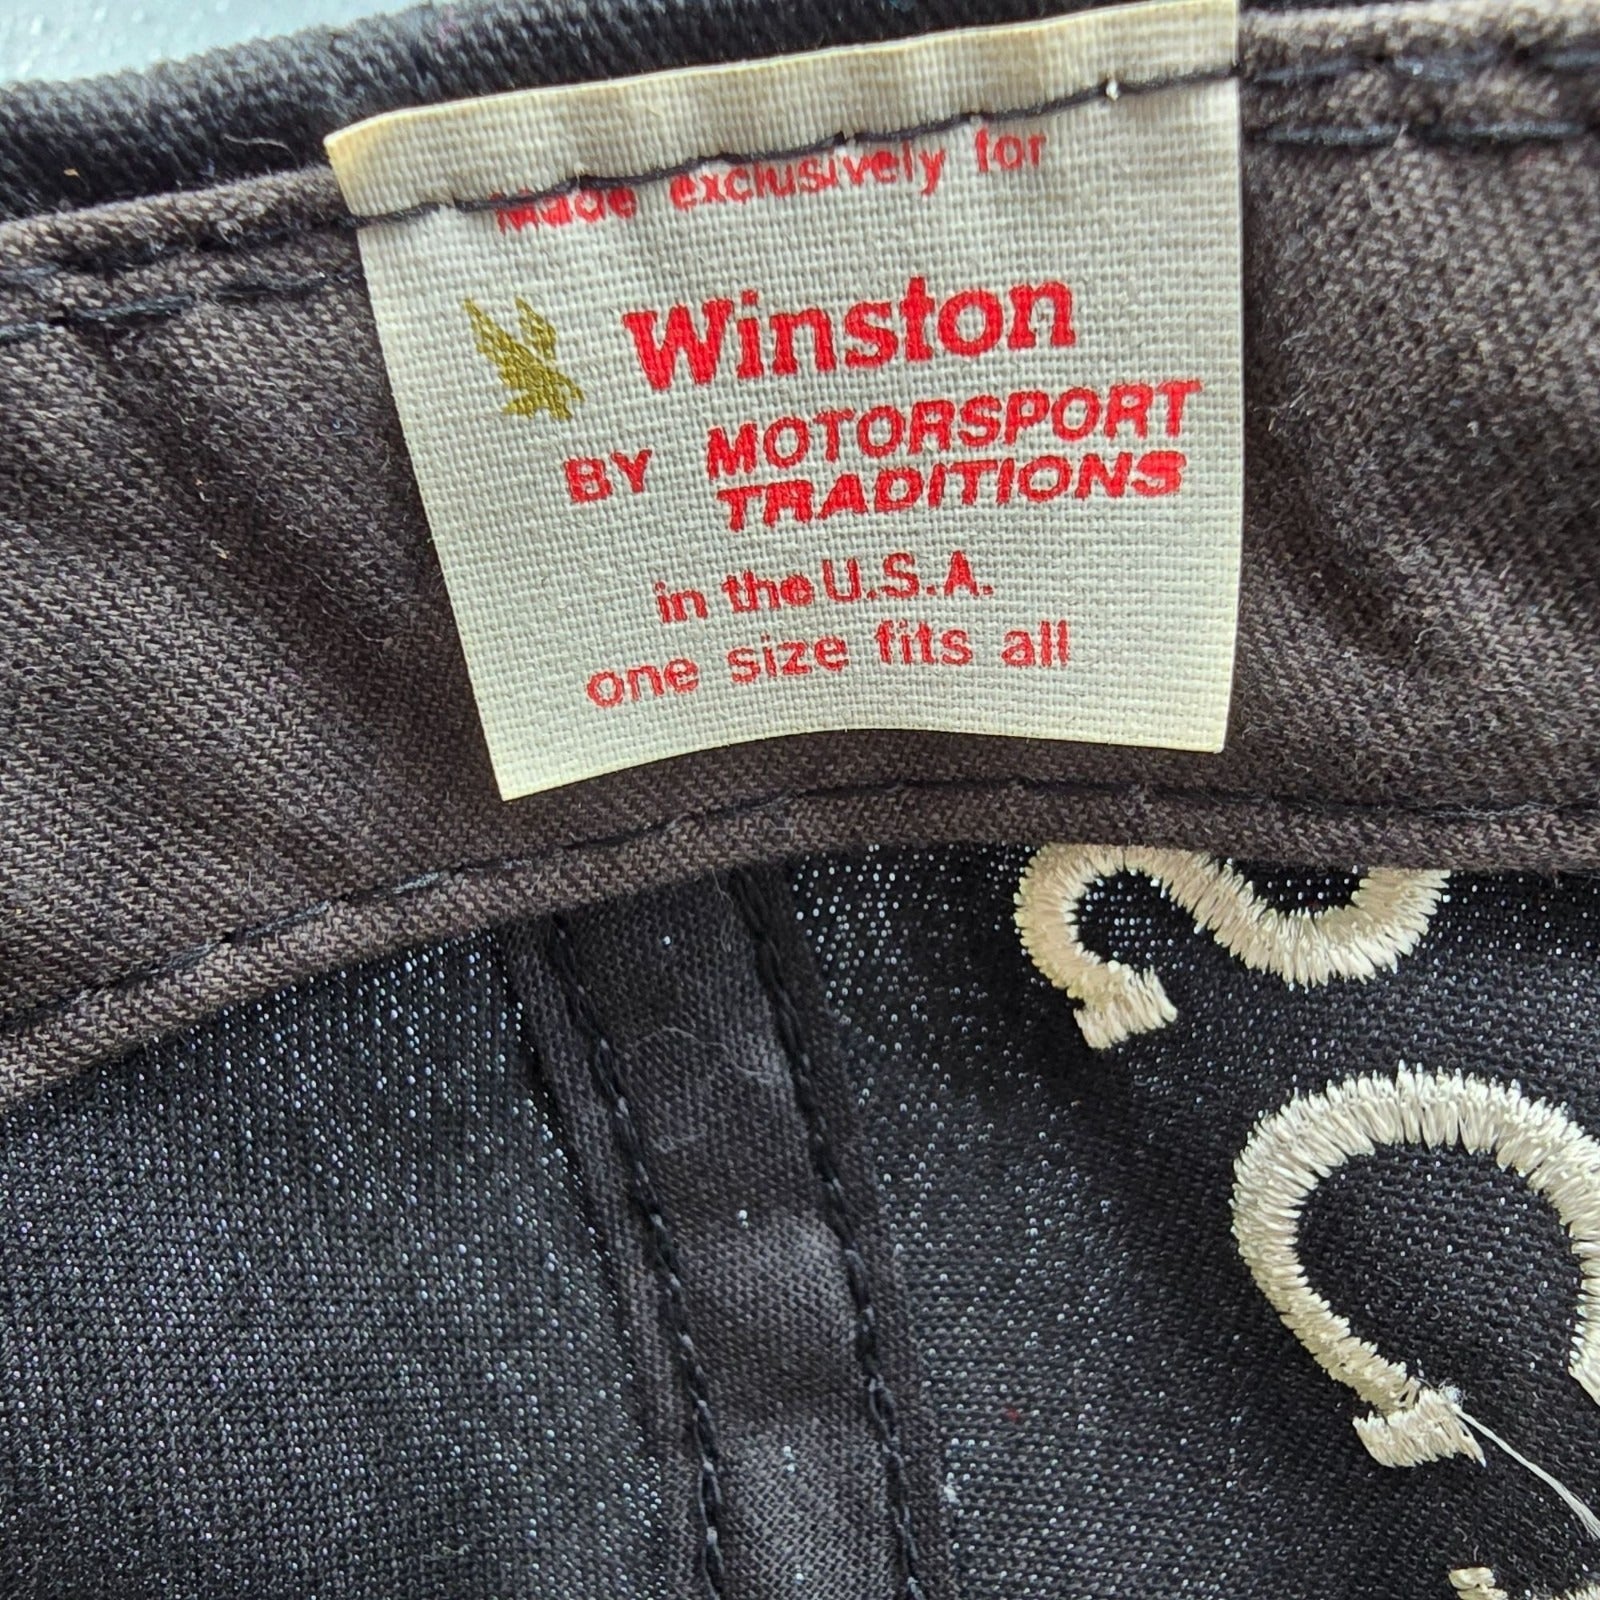 Made exclusively for
Winston
BY MOTORSPORT
TRADITIONS
in the U.S.A.
one size fits all